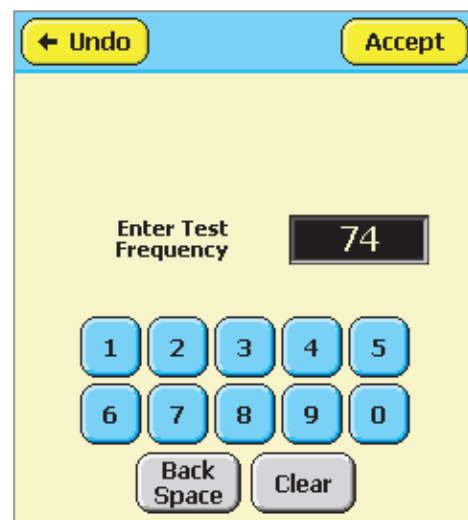 ← Undo
Accept
Enter Test
Frequency
74
1 2 3 4 5
6 7 8 9 0
Back
Space
Clear